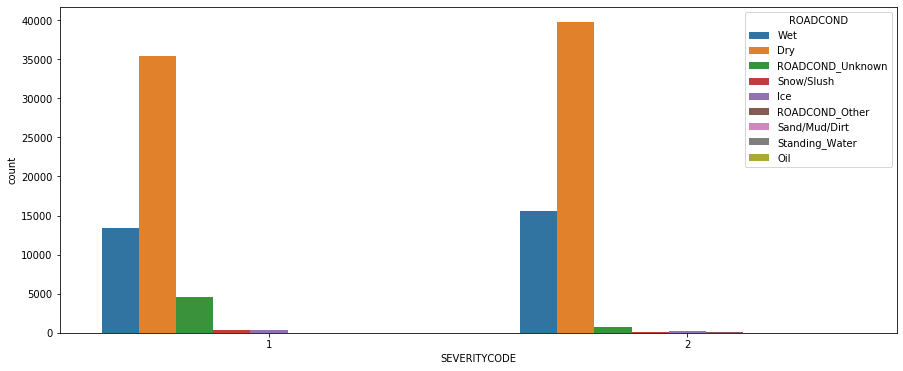 40000
35000
30000
25000
20000
15000
10000
5000
0
count
1
2
SEVERITYCODE
ROADCOND
Wet
Dry
ROADCOND_Unknown
Snow/Slush
Ice
ROADCOND_Other
Sand/Mud/Dirt
Standing_Water
Oil